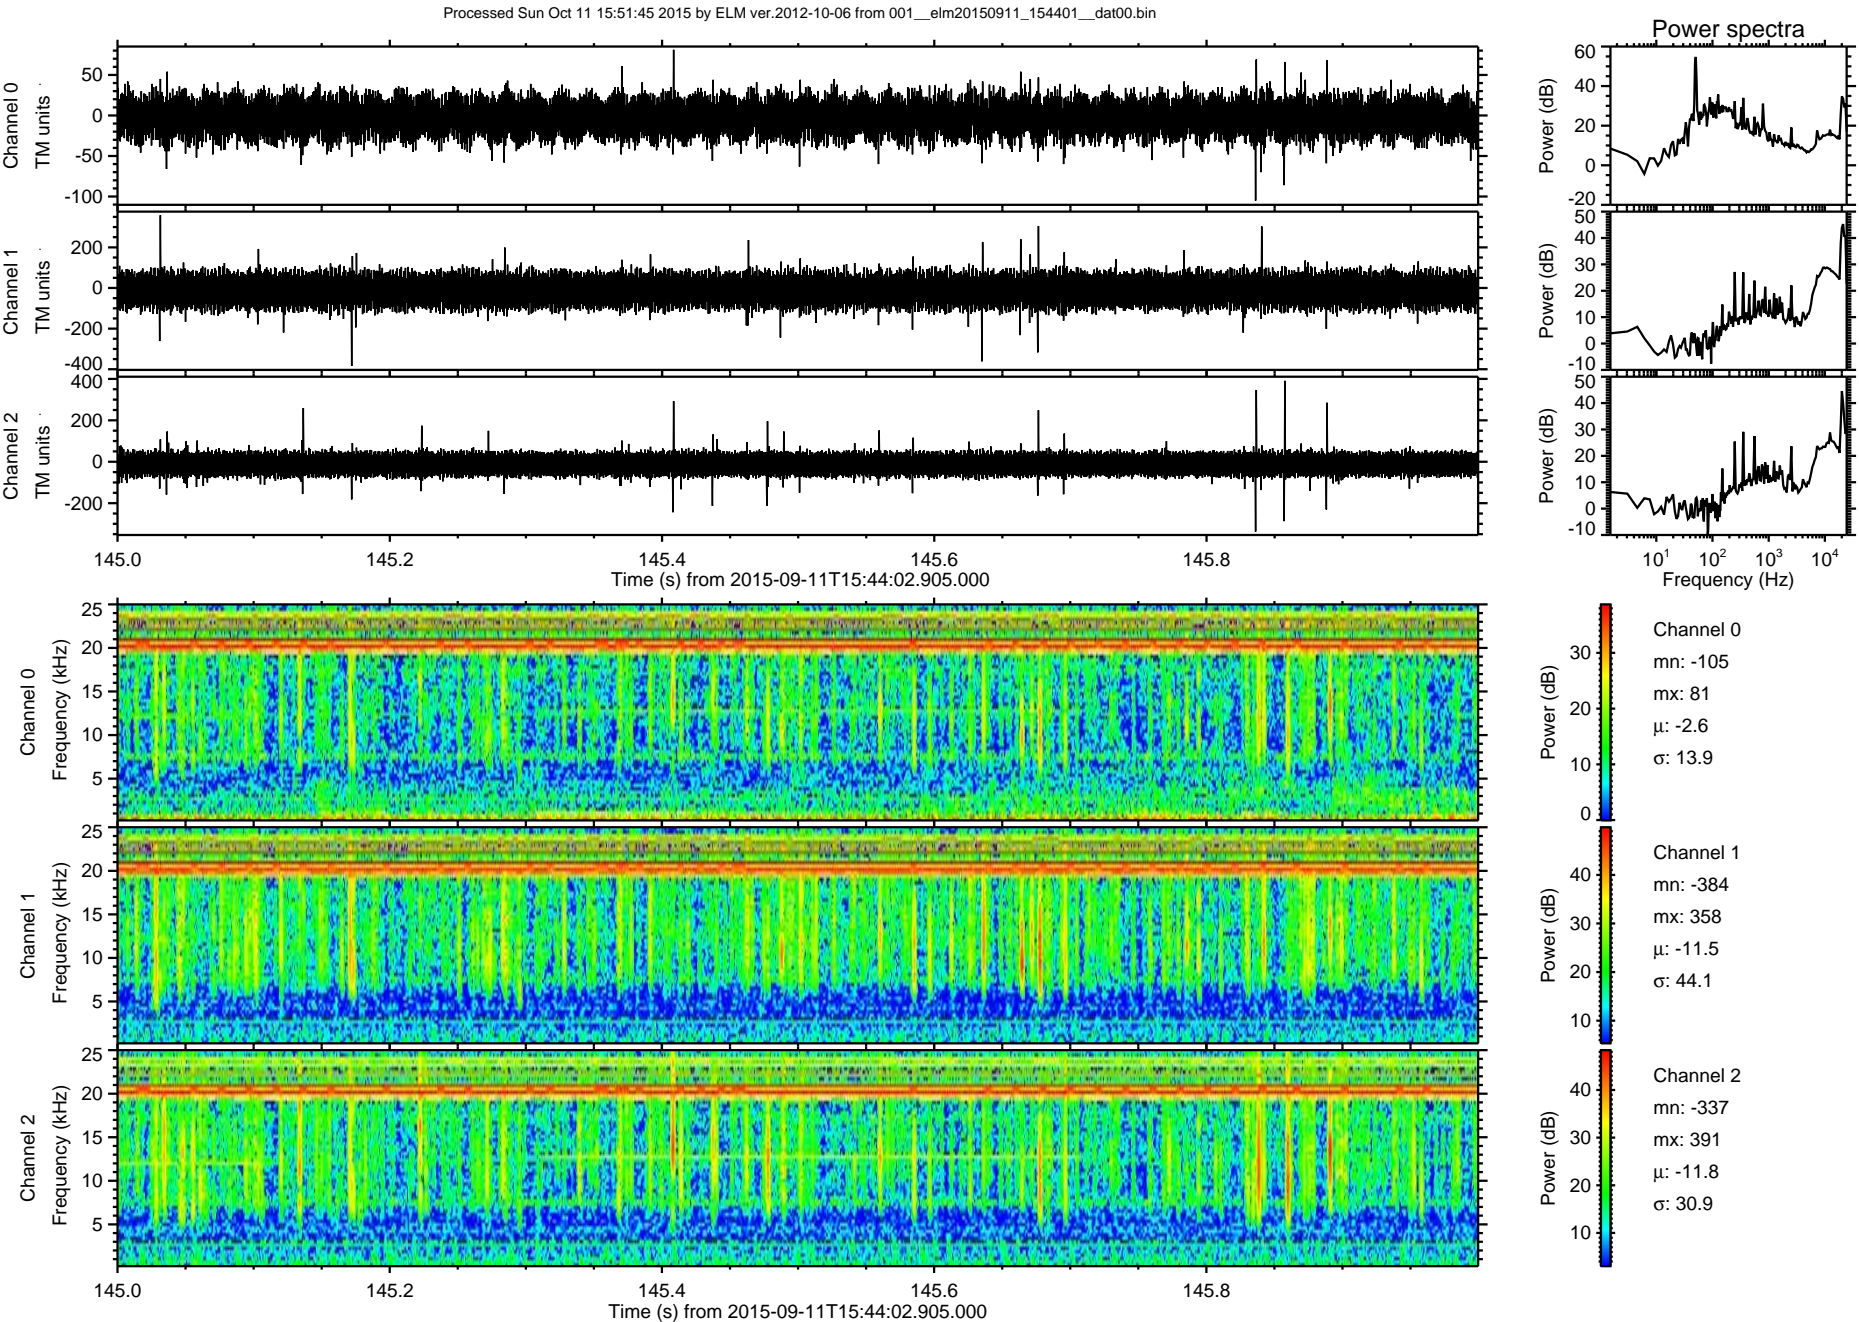 Processed Sun Oct 11 15:51:45 2015 by ELM ver.2012-10-06 from 001__elm20150911_154401__dat00.bin
Power spectra
Channel 0
TM units
50
0
-50
-100
Power (dB)
60
40
20
0
-20
Channel 1
TM units
200
0
-200
-400
Power (dB)
50
40
30
20
10
0
-10
Channel 2
TM units
400
200
0
-200
Power (dB)
50
40
30
20
10
0
-10
145.0 145.2 145.4 145.6 145.8
Time (s) from 2015-09-11T15:44:02.905.000
10^1 10^2 10^3 10^4
Frequency (Hz)
Channel 0
Frequency (kHz)
25
20
15
10
5
Power (dB)
30
20
10
0
Channel 0
mn: -105
mx: 81
µ: -2.6
σ: 13.9
Channel 1
Frequency (kHz)
25
20
15
10
5
Power (dB)
40
30
20
10
Channel 1
mn: -384
mx: 358
µ: -11.5
σ: 44.1
Channel 2
Frequency (kHz)
25
20
15
10
5
Power (dB)
40
30
20
10
Channel 2
mn: -337
mx: 391
µ: -11.8
σ: 30.9
145.0 145.2 145.4 145.6 145.8
Time (s) from 2015-09-11T15:44:02.905.000